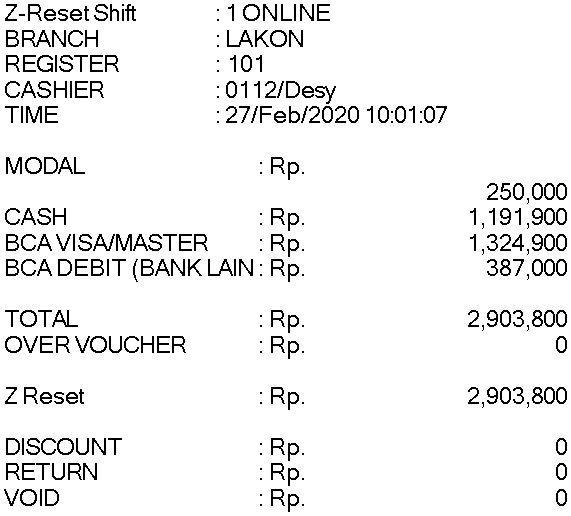 Z-Reset Shift : 1 ONLINE
BRANCH : LAKON
REGISTER : 101
CASHIER : 0112/Desy
TIME : 27/Feb/2020 10:01:07
MODAL : Rp.
250,000
CASH : Rp. 1,191,900
BCA VISA/MASTER : Rp. 1,324,900
BCA DEBIT (BANK LAIN : Rp. 387,000
TOTAL : Rp. 2,903,800
OVER VOUCHER : Rp. 0
Z Reset : Rp. 2,903,800
DISCOUNT : Rp. 0
RETURN : Rp. 0
VOID : Rp. 0